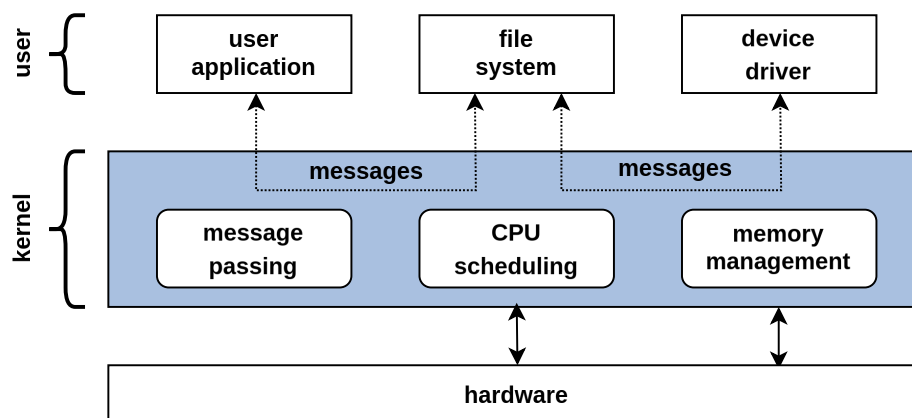 user
user
application
file
system
device
driver
kernel
messages
messages
message
passing
CPU
scheduling
memory
management
hardware